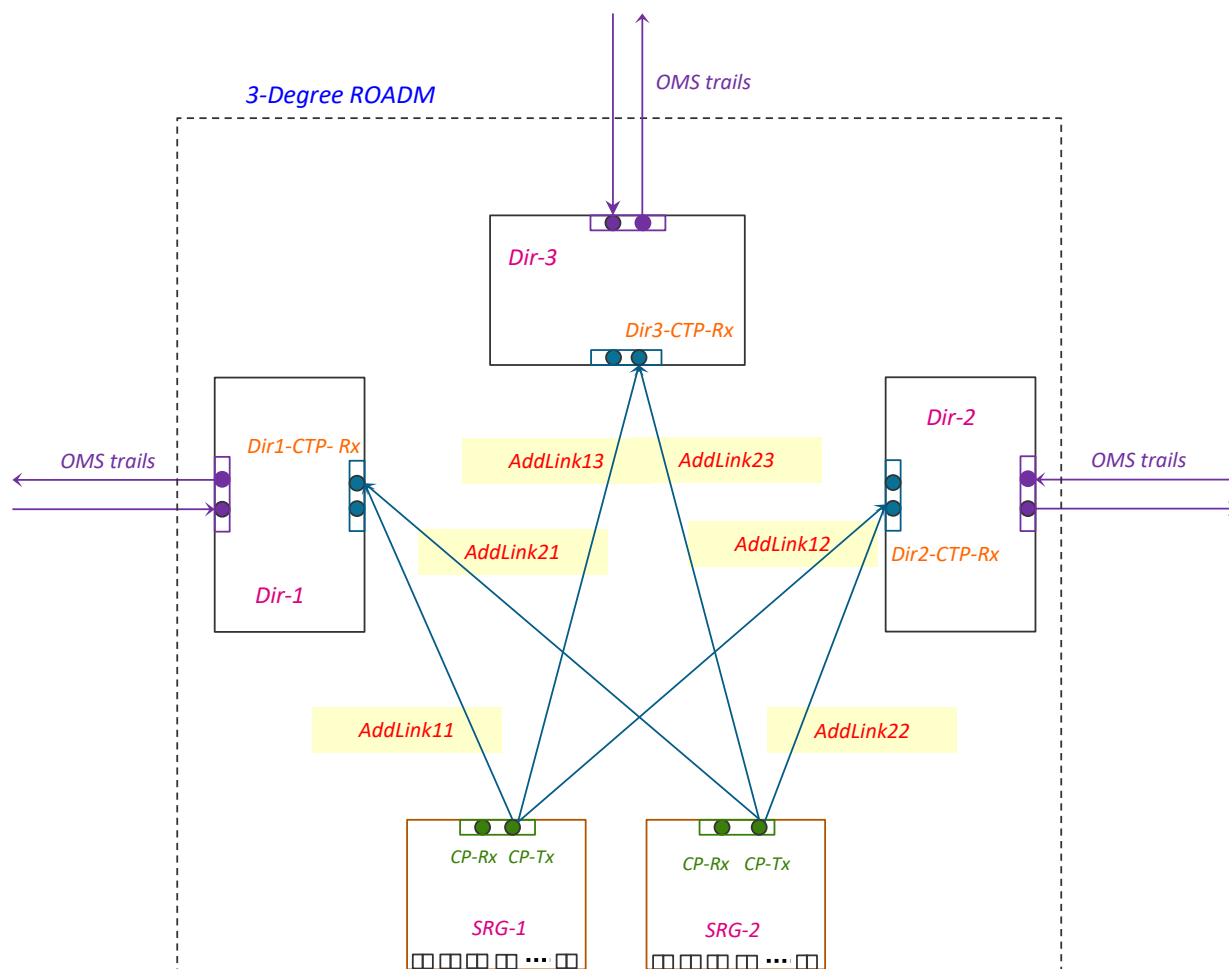 OMS trails
3-Degree ROADM
Dir-3
Dir3-CTP-Rx
Dir-2
Dir1-CTP- Rx
AddLink13
AddLink23
OMS trails
OMS trails
AddLink21
AddLink12
Dir2-CTP-Rx
Dir-1
AddLink11
AddLink22
CP-Rx CP-Tx
CP-Rx CP-Tx
SRG-1
SRG-2